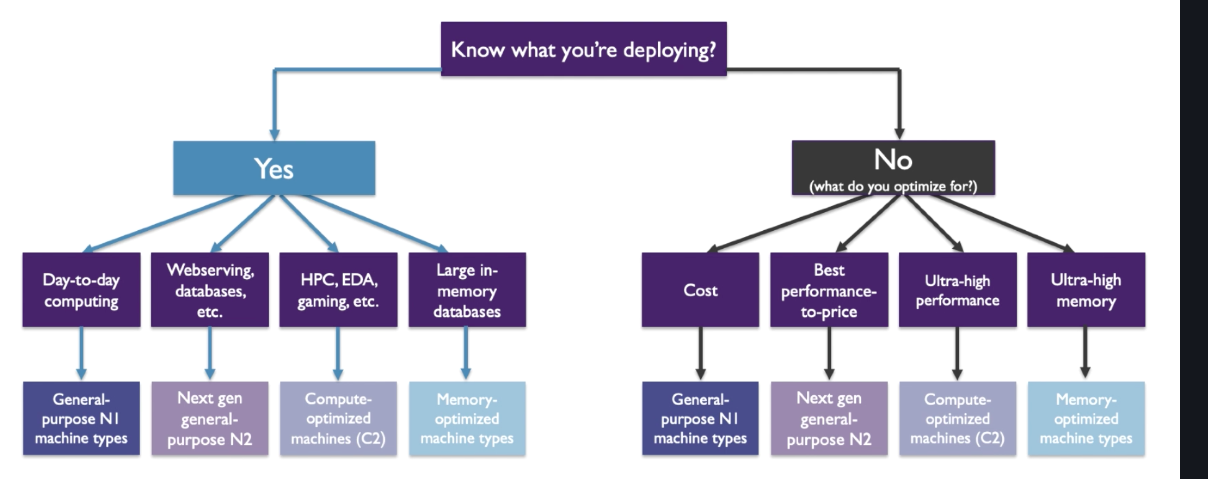 Know what you're deploying?
Yes
No
(what do you optimize for?)
Day-to-day
computing
Webserving,
databases,
etc.
HPC, EDA,
gaming, etc.
Large in-
memory
databases
Cost
Best
performance-
to-price
Ultra-high
performance
Ultra-high
memory
General-
purpose N1
machine types
Next gen
general-
purpose N2
Compute-
optimized
machines (C2)
Memory-
optimized
machine types
General-
purpose N1
machine types
Next gen
general-
purpose N2
Compute-
optimized
machines (C2)
Memory-
optimized
machine types